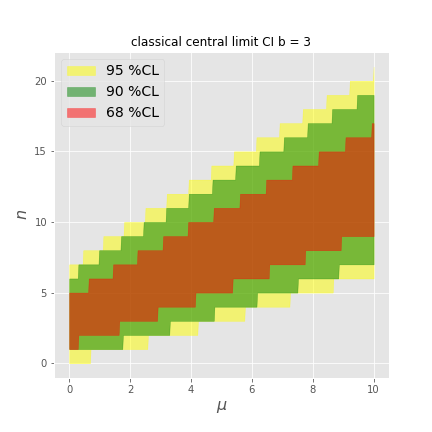 classical central limit CI b = 3
95 %CL
90 %CL
68 %CL
20
15
10
5
0
n
0 2 4 6 8 10
μ